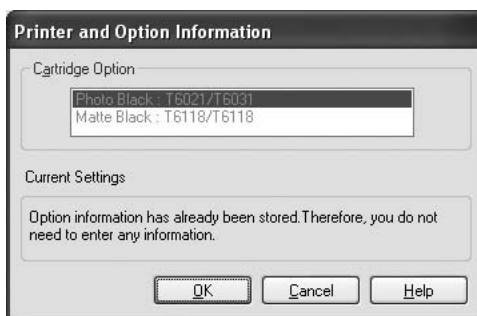 Printer and Option Information
Cartridge Option
Photo Black : T6021/T6031
Matte Black : T6118/T6118
Current Settings
Option information has already been stored.Therefore, you do not
need to enter any information.
OK Cancel Help